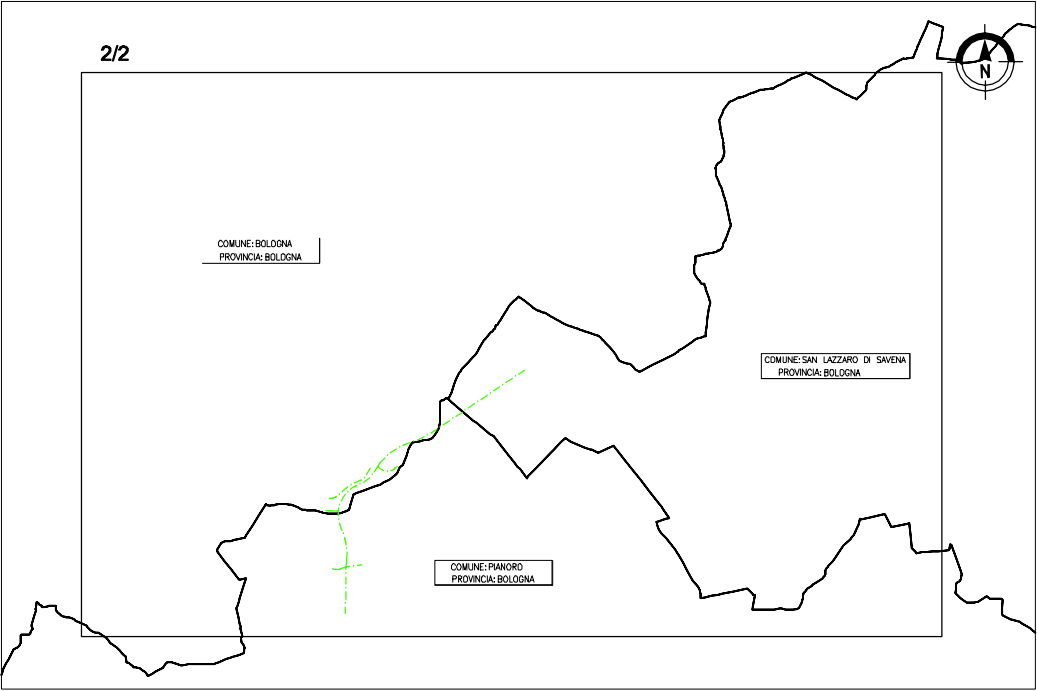 2/2
N
COMUNE: BOLOGNA
PROVINCIA: BOLOGNA
COMUNE: SAN LAZZARO DI SAVENA
PROVINCIA: BOLOGNA
COMUNE: PIANORO
PROVINCIA: BOLOGNA